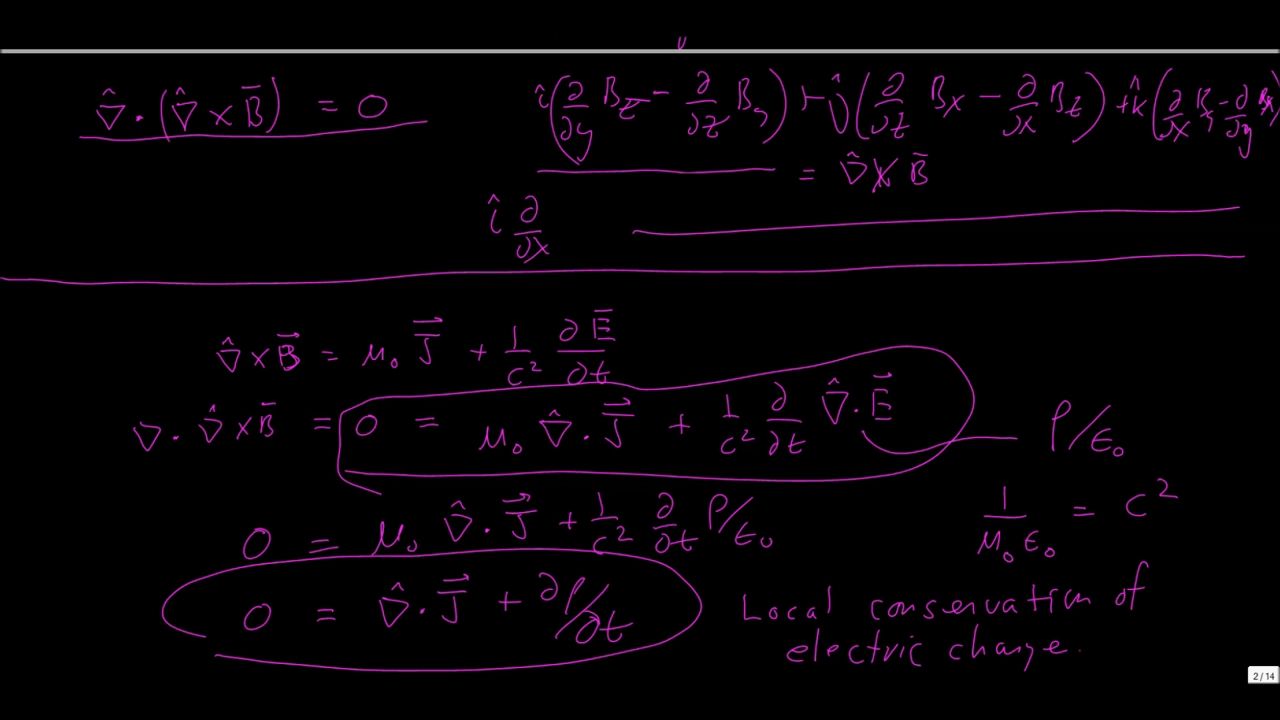 ∇̂ · (∇̂ × B̄) = 0
î(∂/∂y B_z − ∂/∂z B_y) + ĵ(∂/∂z B_x − ∂/∂x B_z) + k̂(∂/∂x B_y − ∂/∂y B_x)
= ∇̂ × B̄
î ∂/∂x
∇̂ × B⃗ = μ₀ J⃗ + 1/c² ∂Ē/∂t
∇ · ∇̂ × B̄ = 0 = μ₀ ∇̂ · J⃗ + 1/c² ∂/∂t ∇̂ · E⃗
ρ/ϵ₀
0 = μ₀ ∇̂ · J⃗ + 1/c² ∂/∂t ρ/ϵ₀
1/μ₀ϵ₀ = c²
0 = ∇̂ · J⃗ + ∂ρ/∂t
Local conservation of
electric charge.
2 / 14